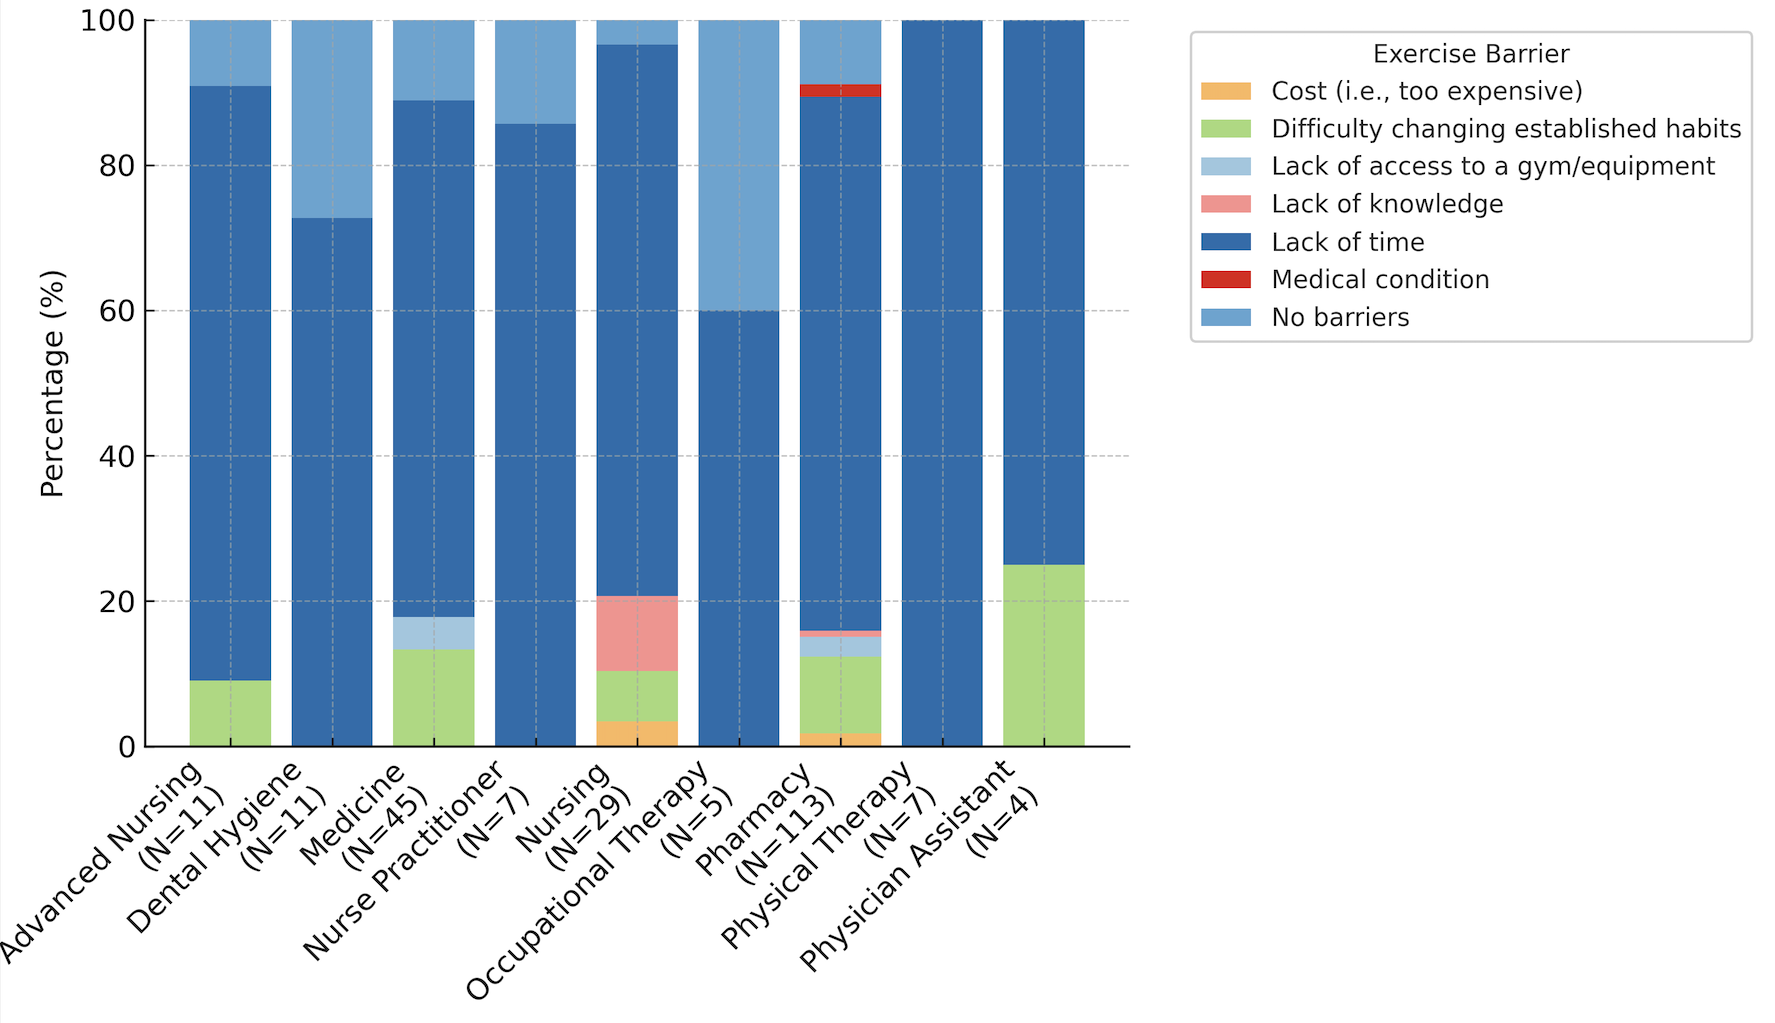 100
80
60
40
20
0
Percentage (%)
Advanced Nursing
(N=11)
Dental Hygiene
(N=11)
Medicine
(N=45)
Nurse Practitioner
(N=7)
Nursing
(N=29)
Occupational Therapy
(N=5)
Pharmacy
(N=113)
Physical Therapy
(N=7)
Physician Assistant
(N=4)
Exercise Barrier
Cost (i.e., too expensive)
Difficulty changing established habits
Lack of access to a gym/equipment
Lack of knowledge
Lack of time
Medical condition
No barriers